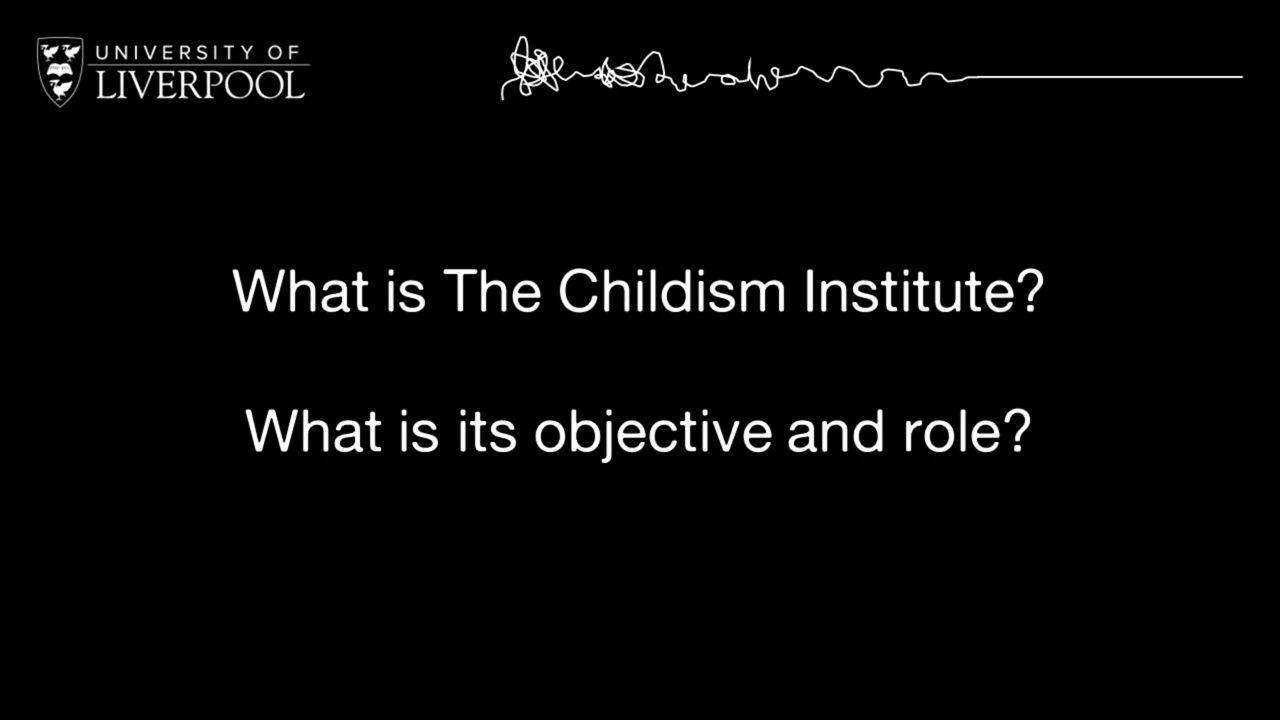 UNIVERSITY OF
LIVERPOOL
What is The Childism Institute?
What is its objective and role?